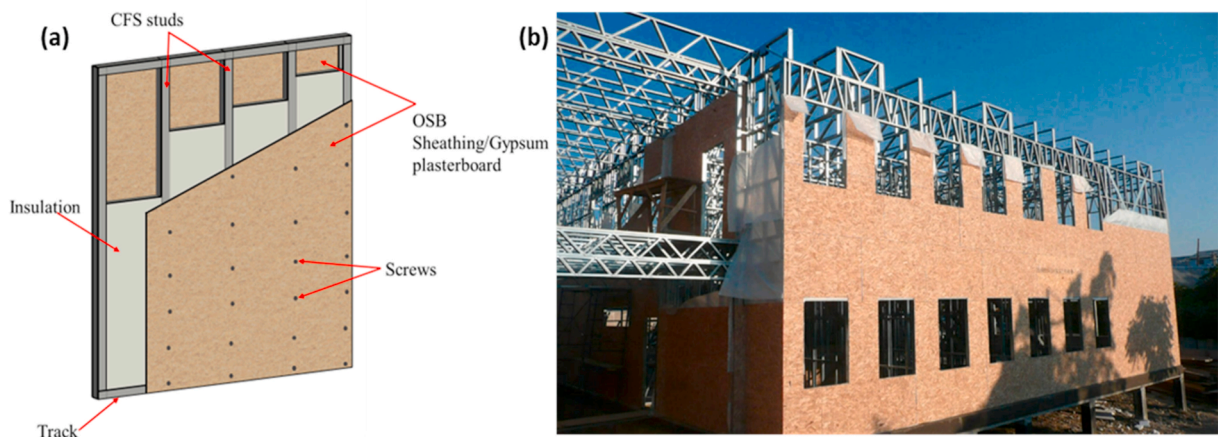 (a)
CFS studs
OSB
Sheathing/Gypsum
plasterboard
Insulation
Screws
Track
(b)